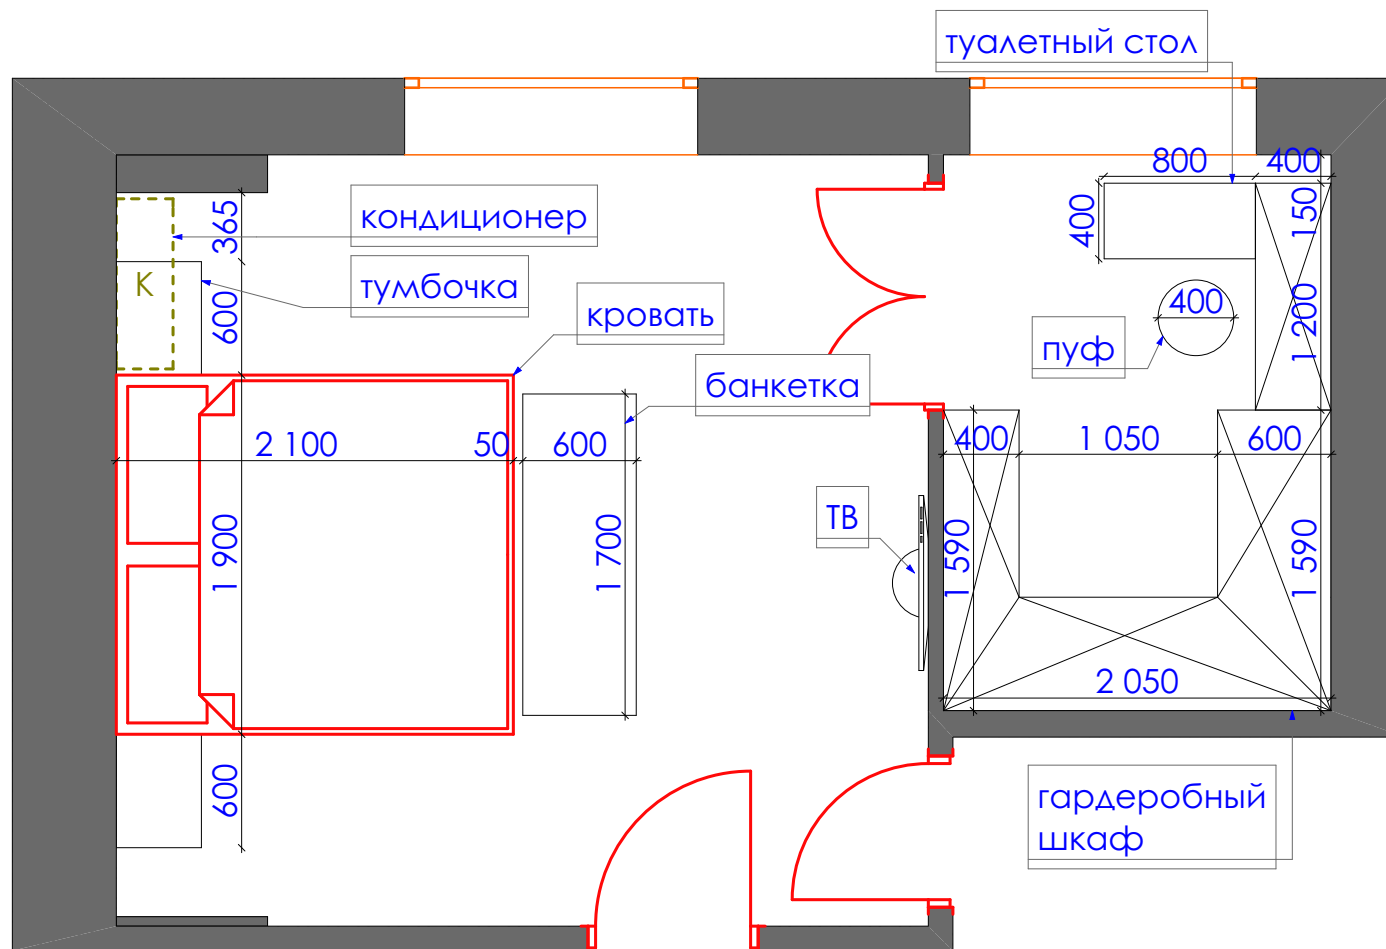 туалетный стол
800
400
365
кондиционер
400
150
К
тумбочка
600
кровать
400
1 200
пуф
банкетка
2 100
50
600
400
1 050
600
ТВ
1 900
1 700
1 590
1 590
2 050
600
гардеробный
шкаф